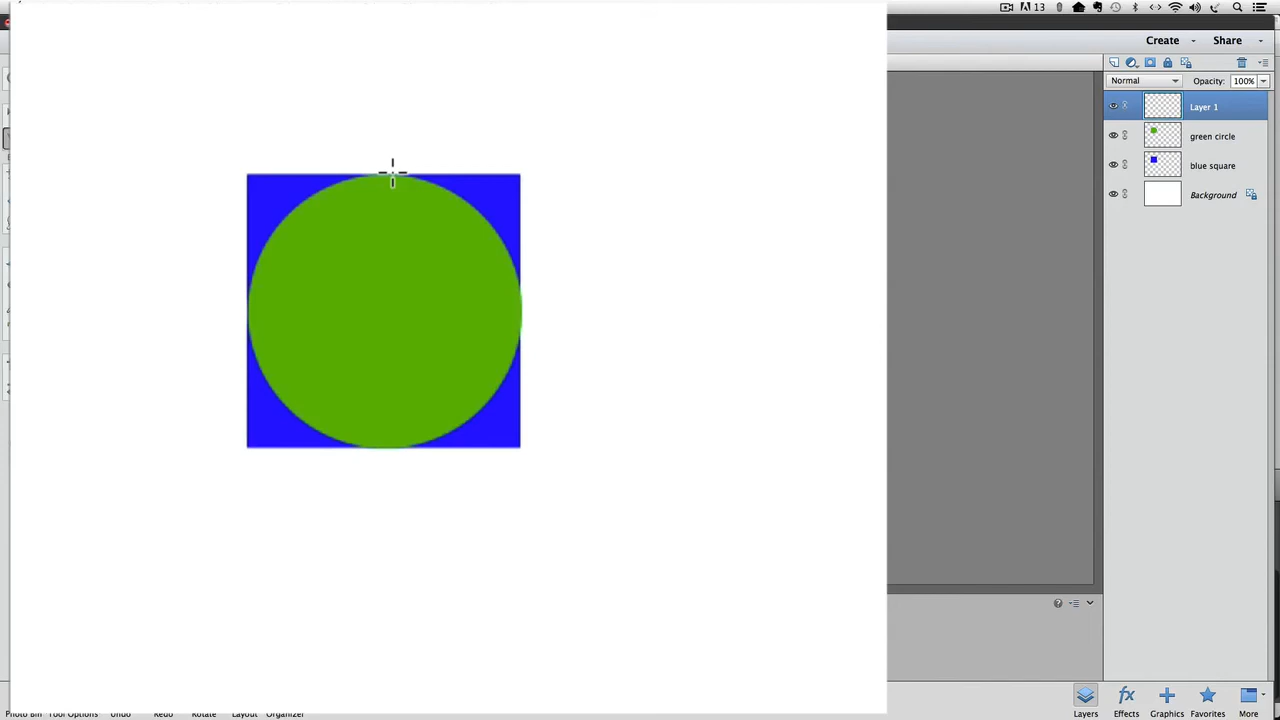 13
Create Share
Normal Opacity: 100%
Layer 1
green circle
blue square
Background
Photo Bin Tool Options Undo Redo Rotate Layout Organizer
Layers Effects Graphics Favorites More